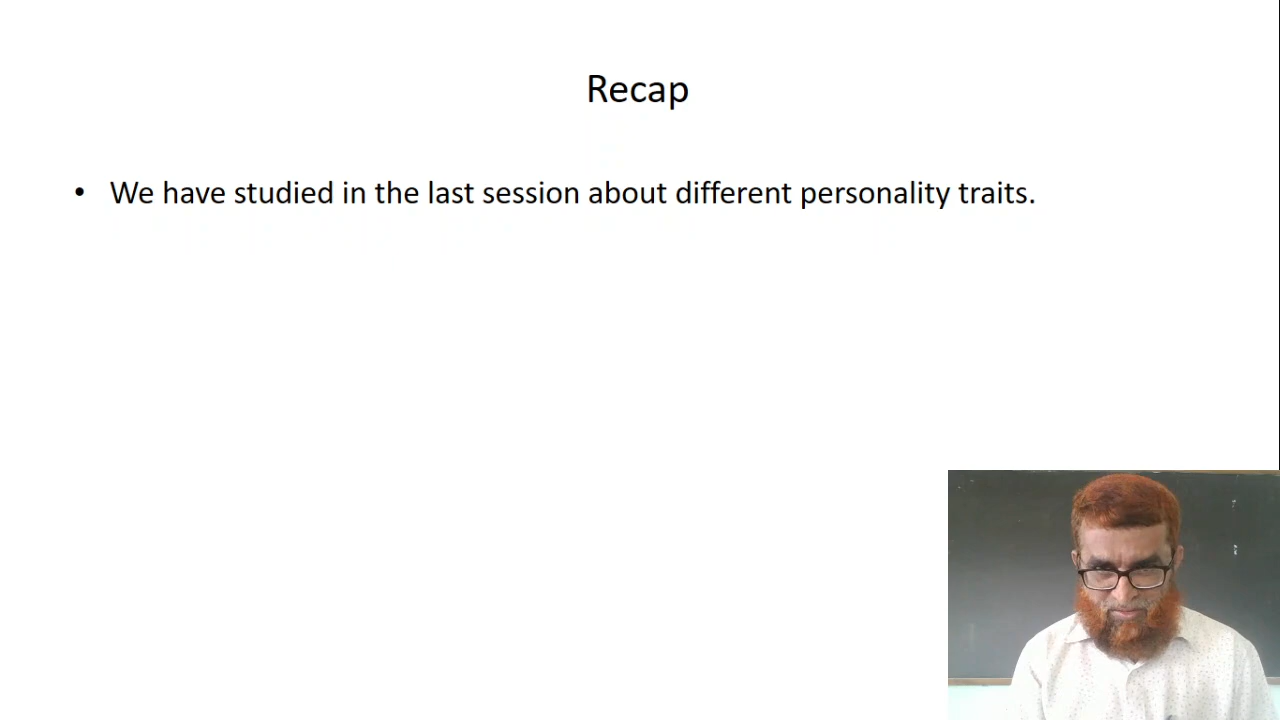 Recap
• We have studied in the last session about different personality traits.